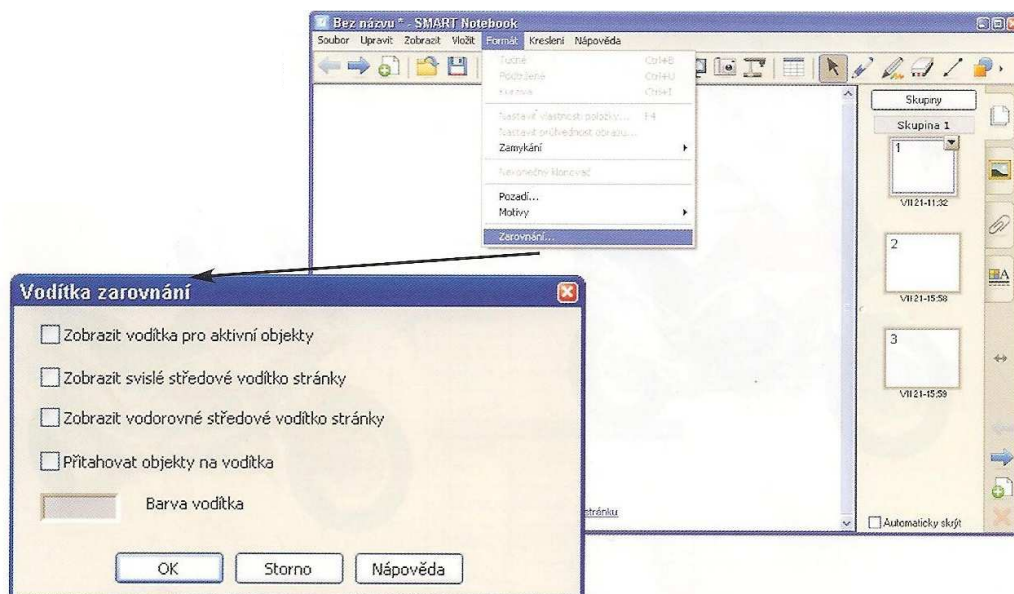 Bez názvu * - SMART Notebook
Soubor Upravit Zobrazit Vložit Formát Kreslení Nápověda
Tučné Ctrl+B
Podtržené Ctrl+U
Kurzíva Ctrl+I
Nastavit vlastnosti položky... F4
Nastavit průhlednost obrazu...
Zamykání
Nekonečný klonovač
Pozadí...
Motivy
Zarovnání...
Skupiny
Skupina 1
1
VII 21-11:32
2
VII 21-15:58
3
VII 21-15:59
stránku
Automaticky skrýt
Vodítka zarovnání
Zobrazit vodítka pro aktivní objekty
Zobrazit svislé středové vodítko stránky
Zobrazit vodorovné středové vodítko stránky
Přitahovat objekty na vodítka
Barva vodítka
OK Storno Nápověda